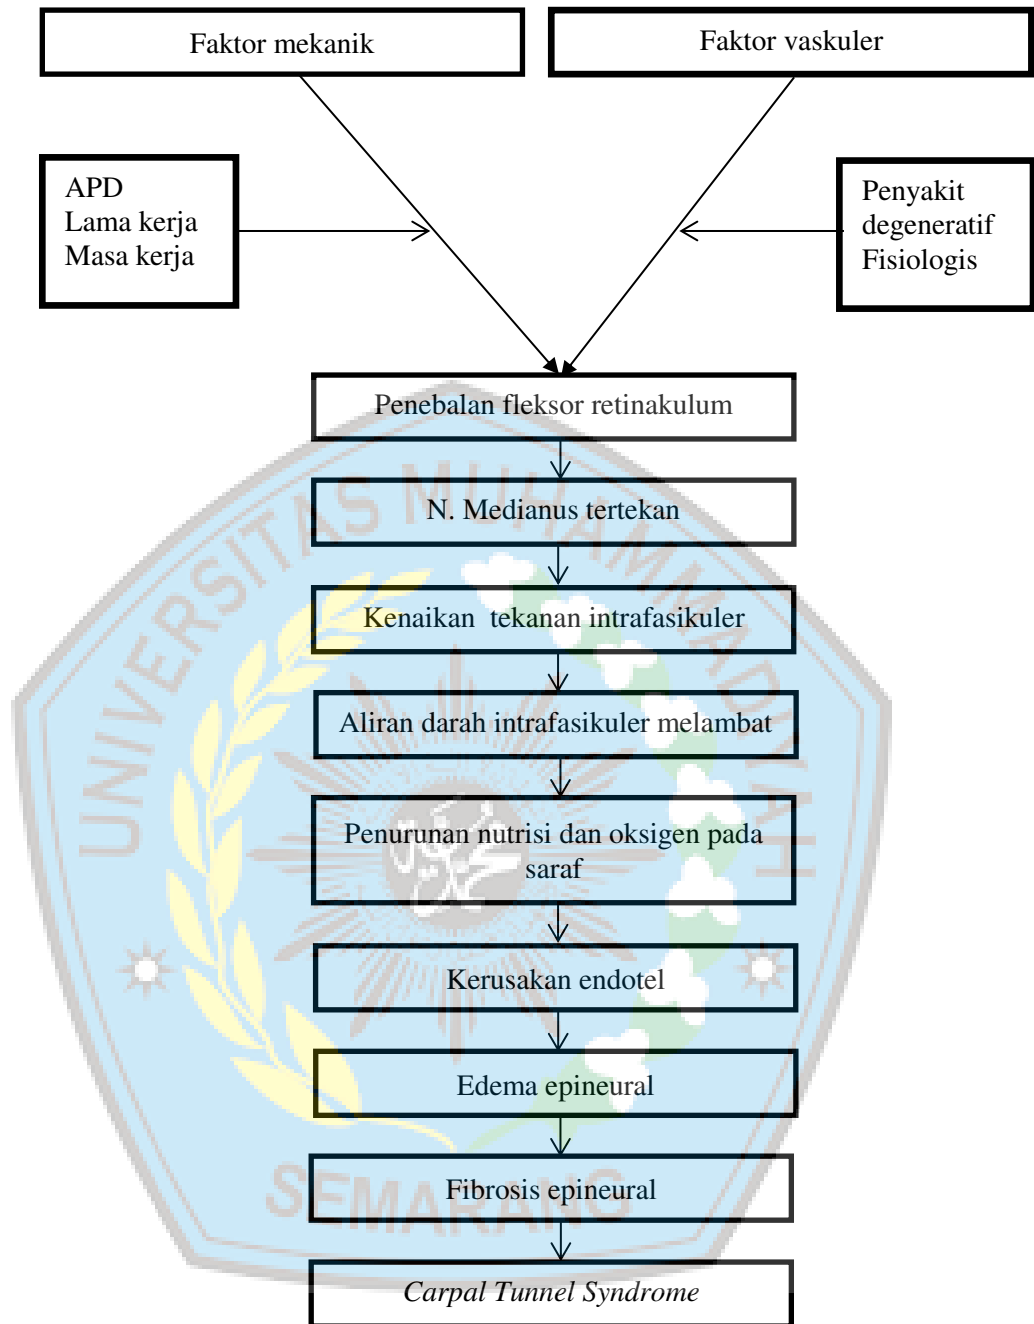 Faktor mekanik
Faktor vaskuler
APD
Lama kerja
Masa kerja
Penyakit
degeneratif
Fisiologis
Penebalan fleksor retinakulum
N. Medianus tertekan
Kenaikan tekanan intrafasikuler
Aliran darah intrafasikuler melambat
Penurunan nutrisi dan oksigen pada
saraf
Kerusakan endotel
Edema epineural
Fibrosis epineural
Carpal Tunnel Syndrome
UNIVERSITAS MUHAMMADIYAH
SEMARANG